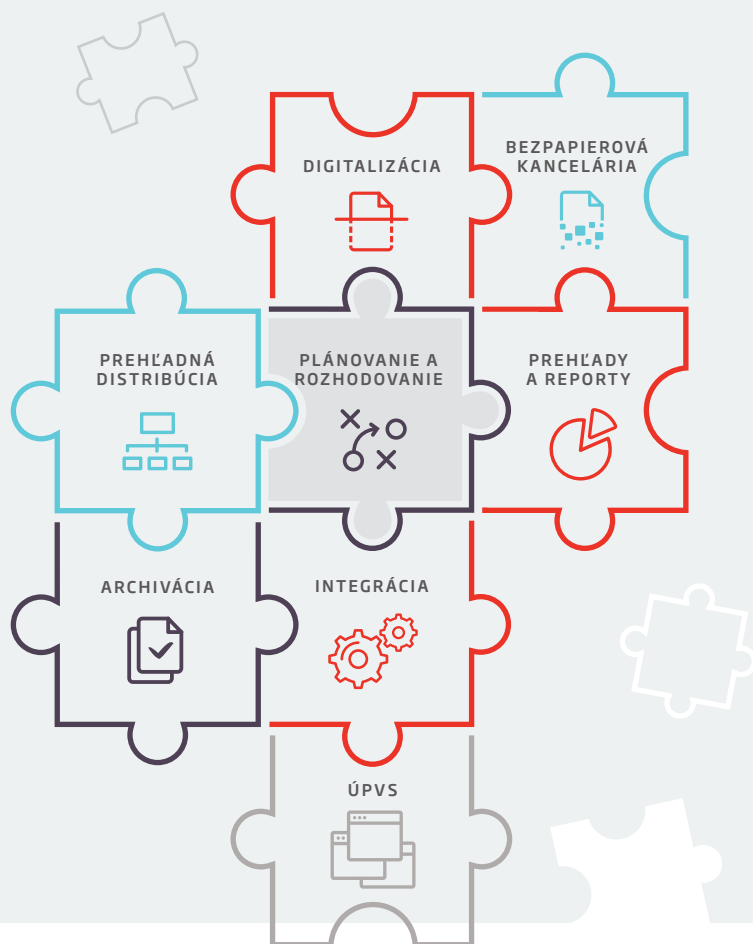 DIGITALIZÁCIA
BEZPAPIEROVÁ
KANCELÁRIA
PREHĽADNÁ
DISTRIBÚCIA
PLÁNOVANIE A
ROZHODOVANIE
PREHĽADY
A REPORTY
ARCHIVÁCIA
INTEGRÁCIA
ÚPVS